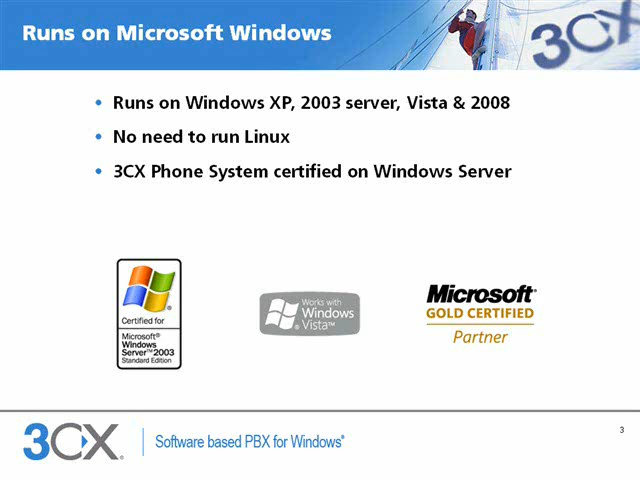 Runs on Microsoft Windows
3CX
• Runs on Windows XP, 2003 server, Vista & 2008
• No need to run Linux
• 3CX Phone System certified on Windows Server
®
Certified for
Microsoft®
Windows
Server™2003
Standard Edition
Works with
Windows
® Vista™
Microsoft®
GOLD CERTIFIED
Partner
3CX®
Software based PBX for Windows®
3